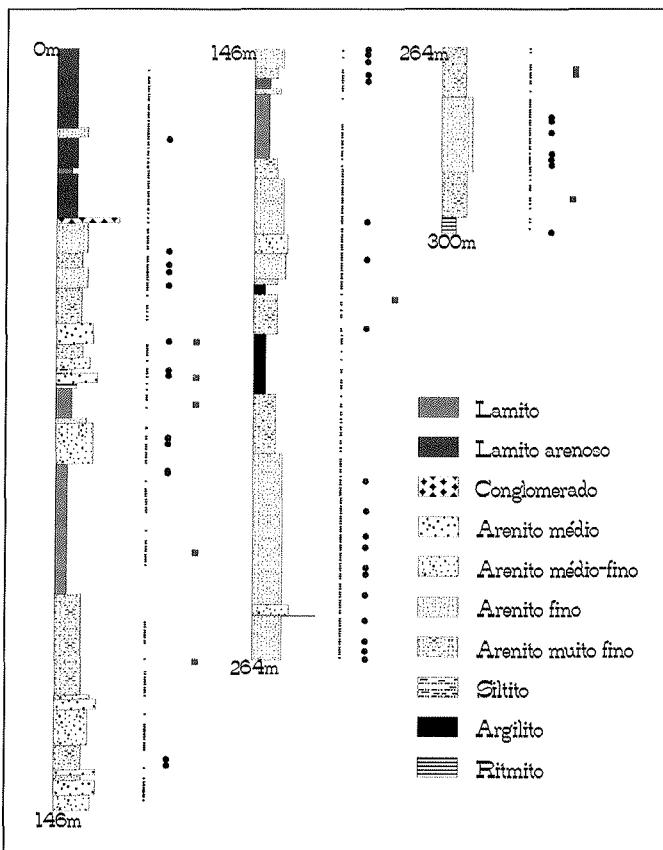 0m
146m
146m
264m
264m
300m
Lamito
Lamito arenoso
Conglomerado
Arenito médio
Arenito médio-fino
Arenito fino
Arenito muito fino
Siltito
Argilito
Ritmito